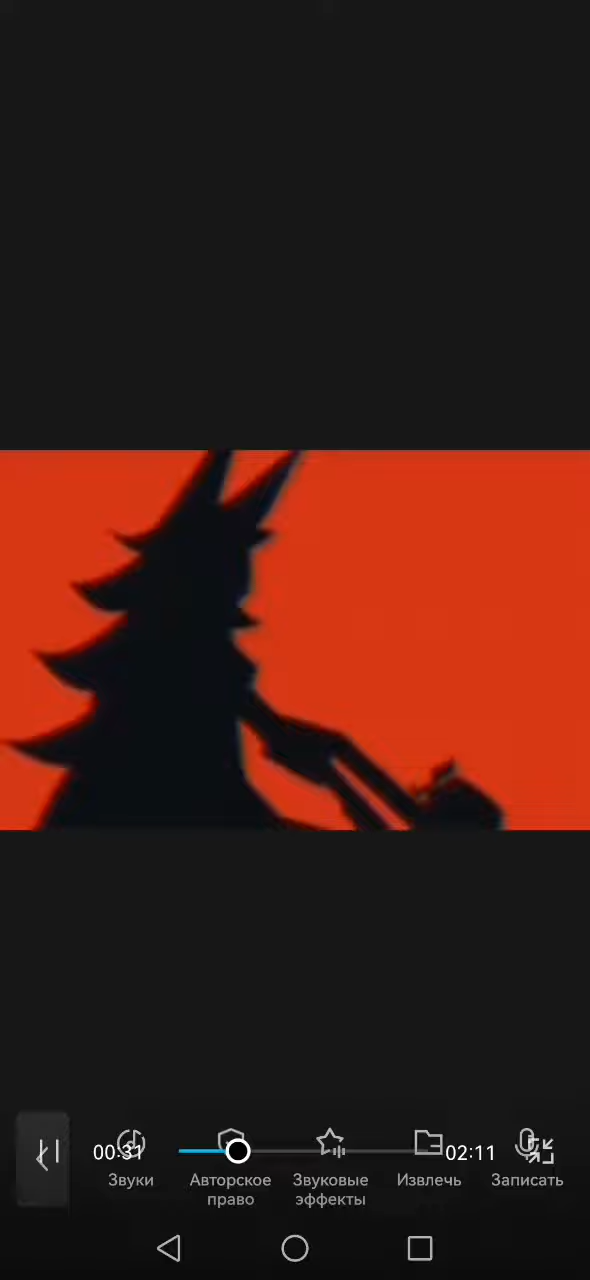 00:31
02:11
Звуки
Авторское право
Звуковые эффекты
Извлечь
Записать